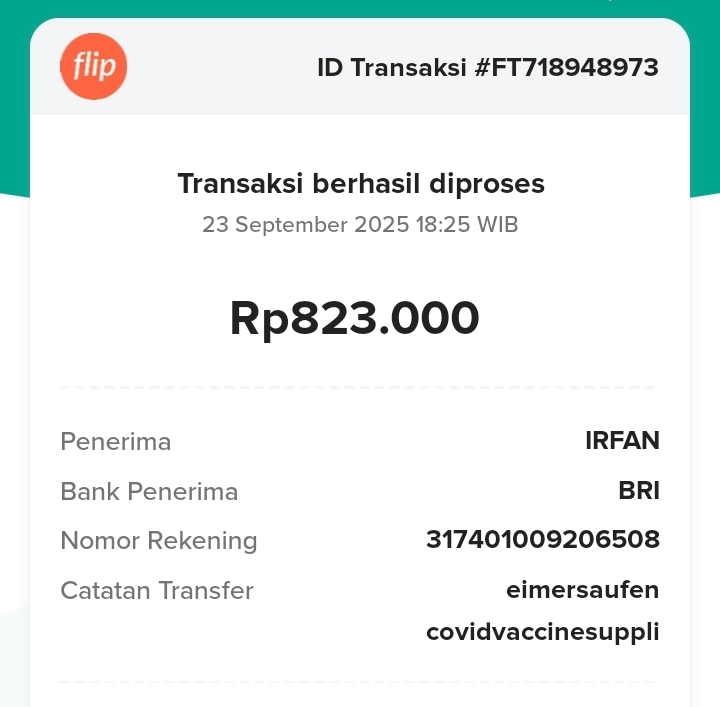 flip
ID Transaksi #FT718948973
Transaksi berhasil diproses
23 September 2025 18:25 WIB
Rp823.000
Penerima IRFAN
Bank Penerima BRI
Nomor Rekening 317401009206508
Catatan Transfer eimersaufen
covidvaccinesuppli